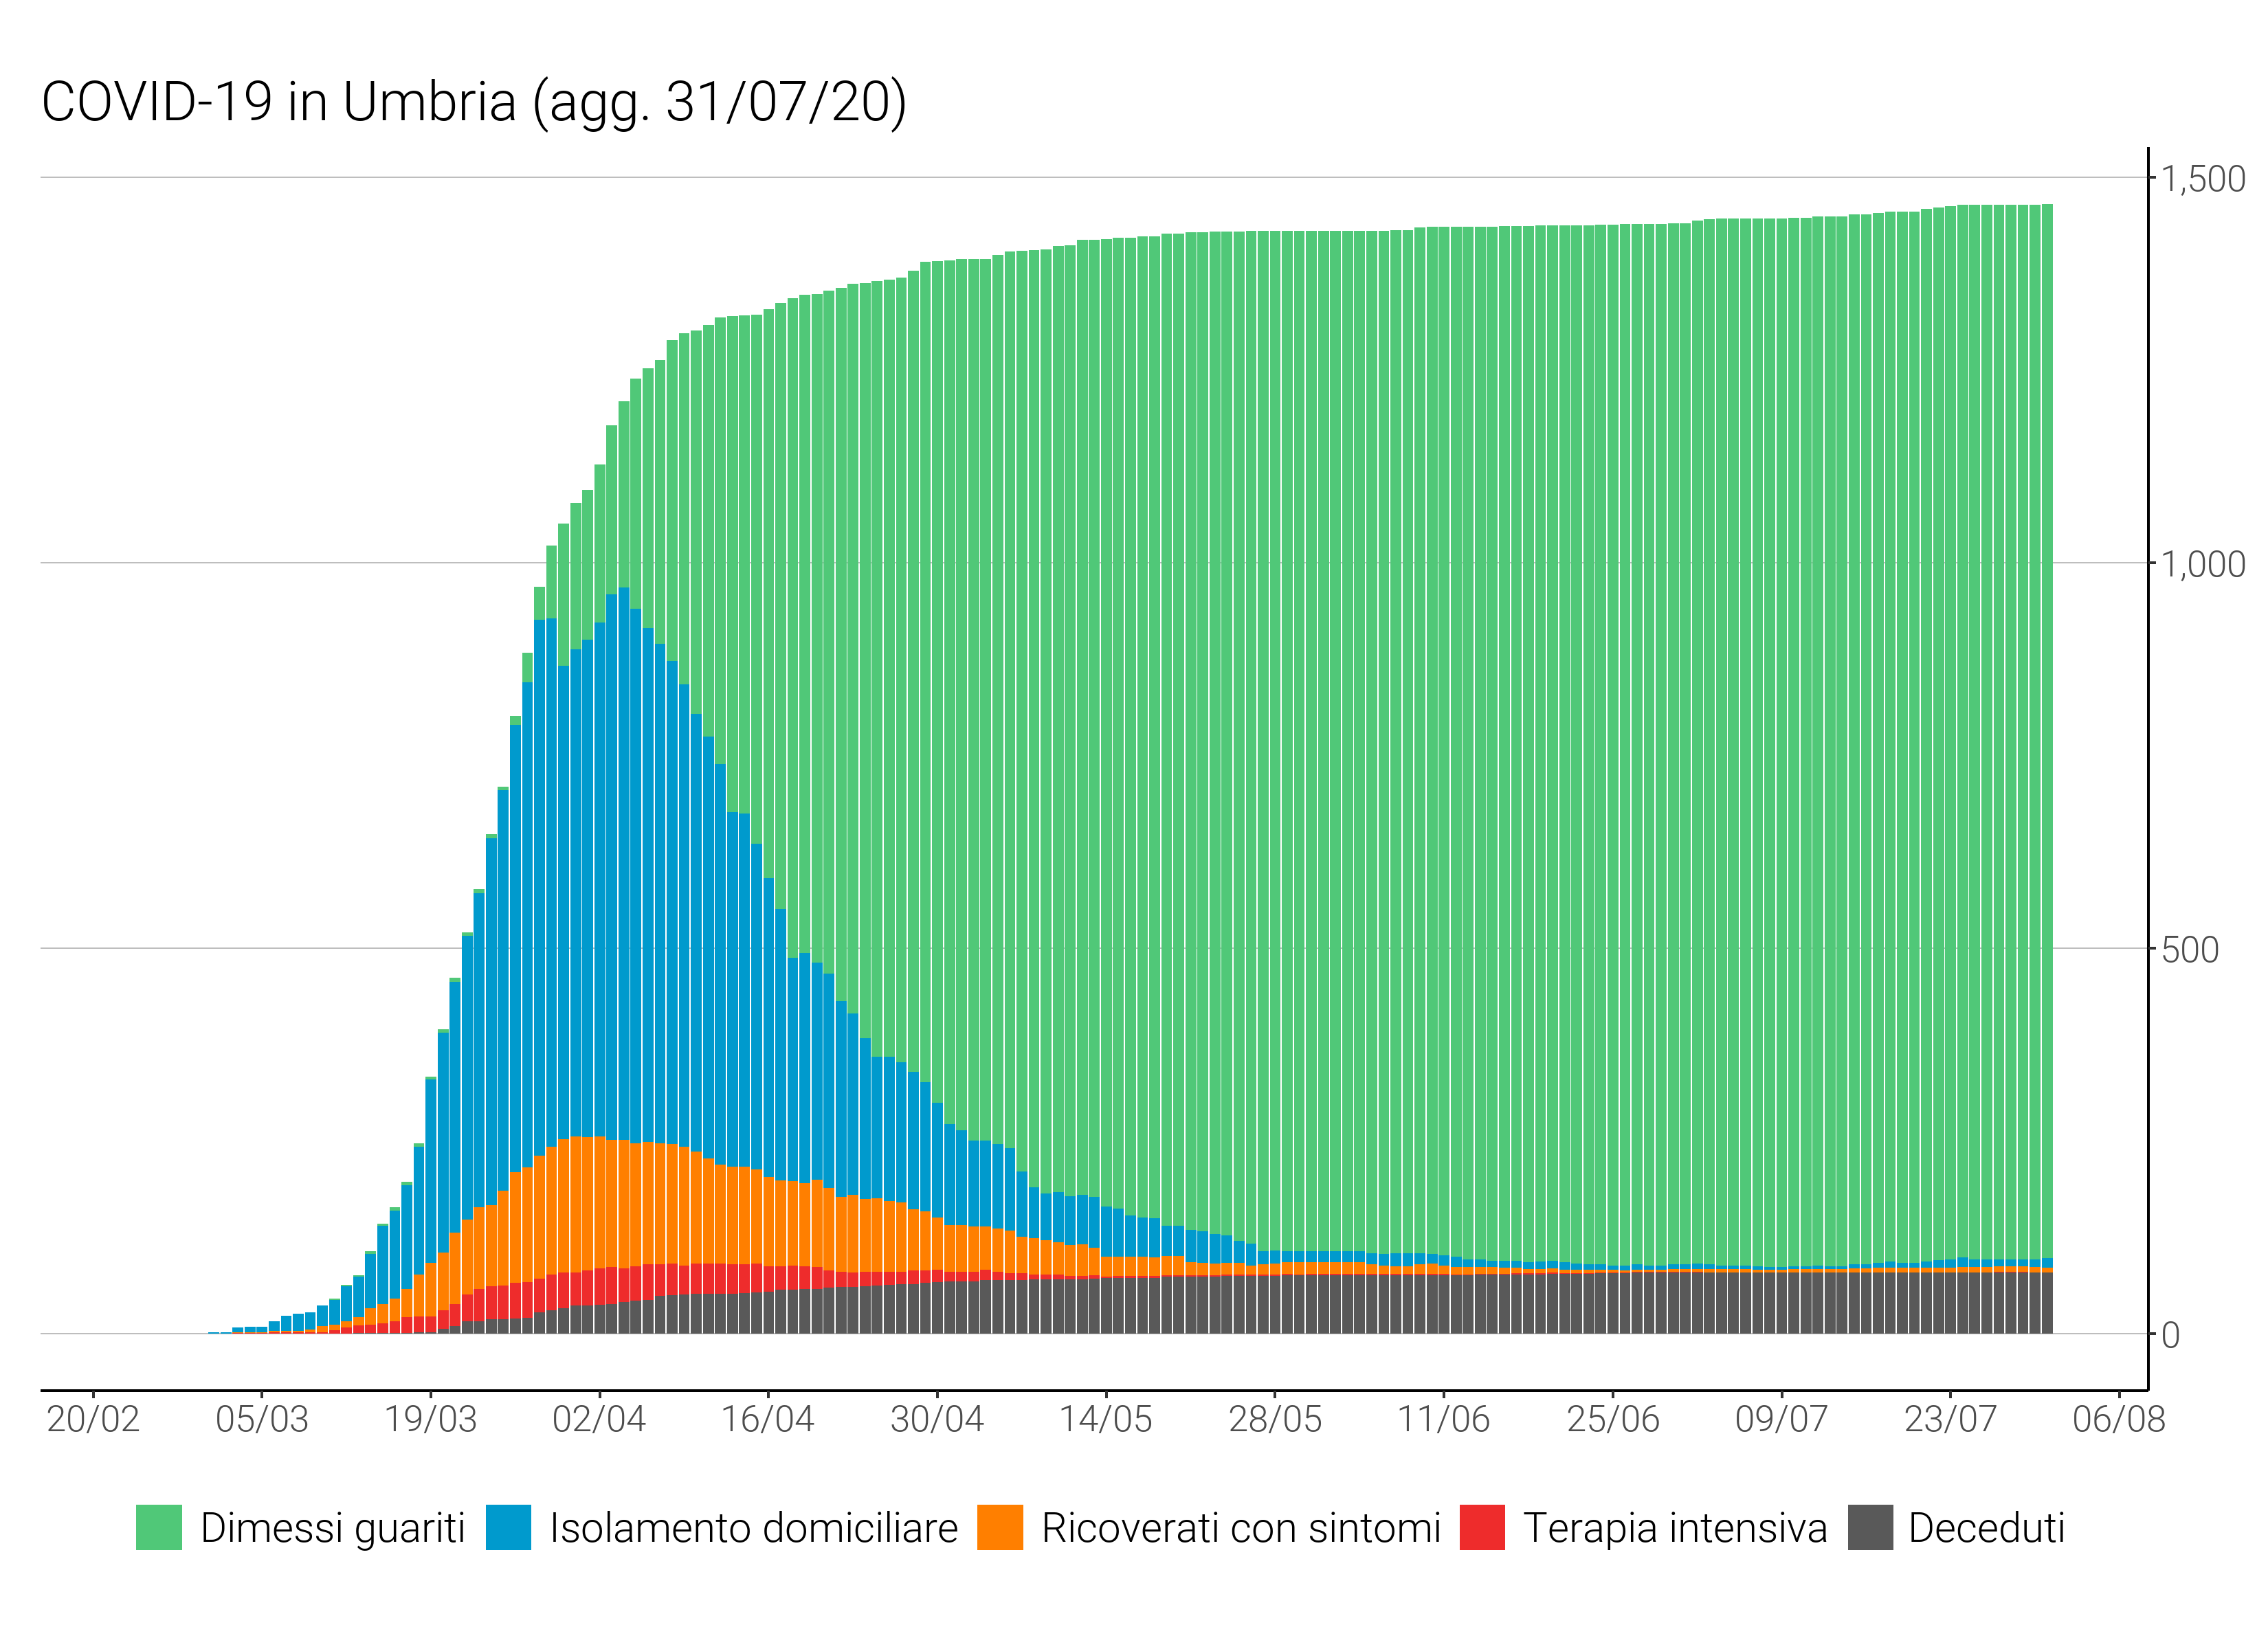 COVID-19 in Umbria (agg. 31/07/20)
1,500
1,000
500
0
20/02 05/03 19/03 02/04 16/04 30/04 14/05 28/05 11/06 25/06 09/07 23/07 06/08
Dimessi guariti Isolamento domiciliare Ricoverati con sintomi Terapia intensiva Deceduti